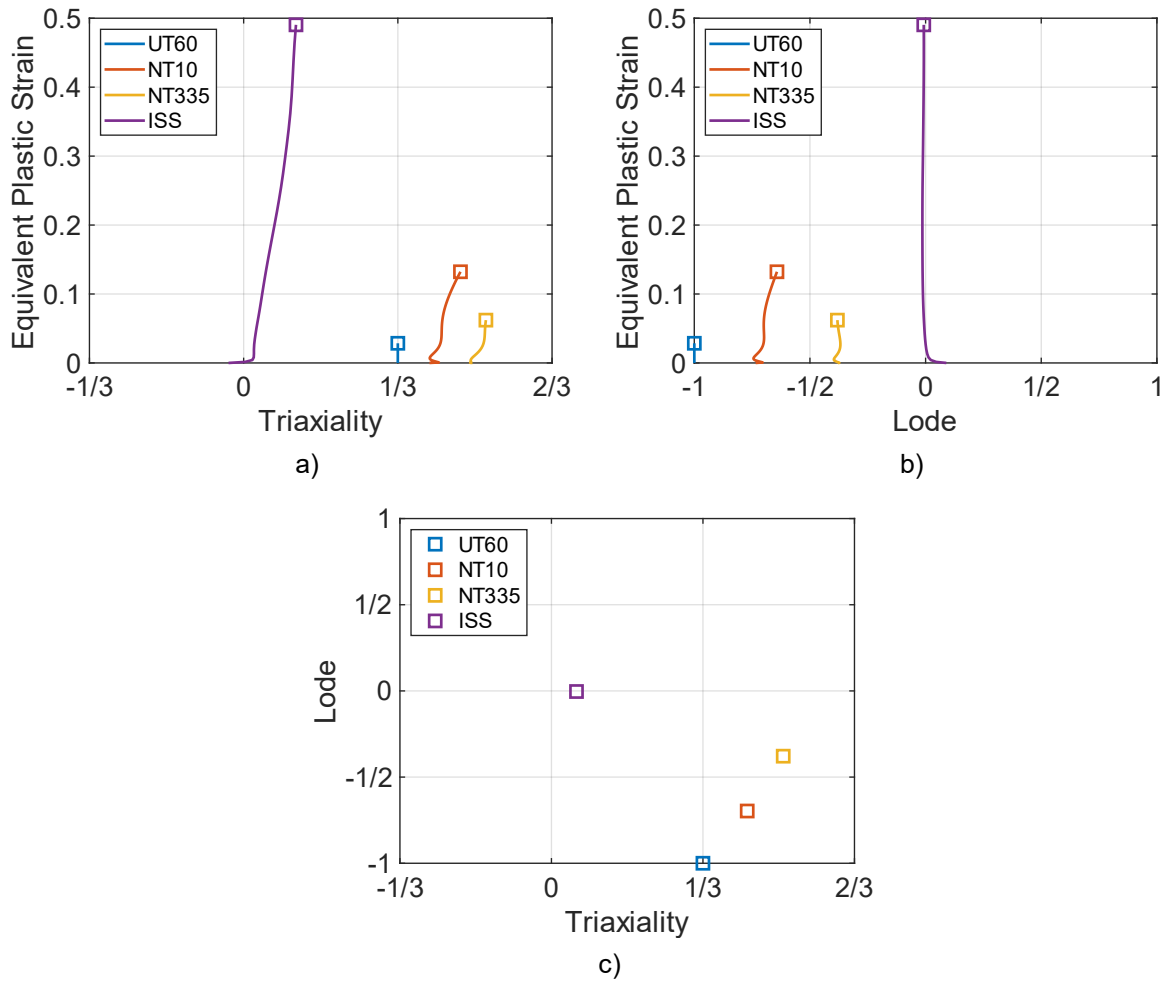 0.5
0.4
0.3
0.2
0.1
0
Equivalent Plastic Strain
UT60
NT10
NT335
ISS
-1/3
0
1/3
2/3
Triaxiality
a)
0.5
0.4
0.3
0.2
0.1
0
Equivalent Plastic Strain
UT60
NT10
NT335
ISS
-1
-1/2
0
1/2
1
Lode
b)
1
1/2
0
-1/2
-1
Lode
UT60
NT10
NT335
ISS
-1/3
0
1/3
2/3
Triaxiality
c)